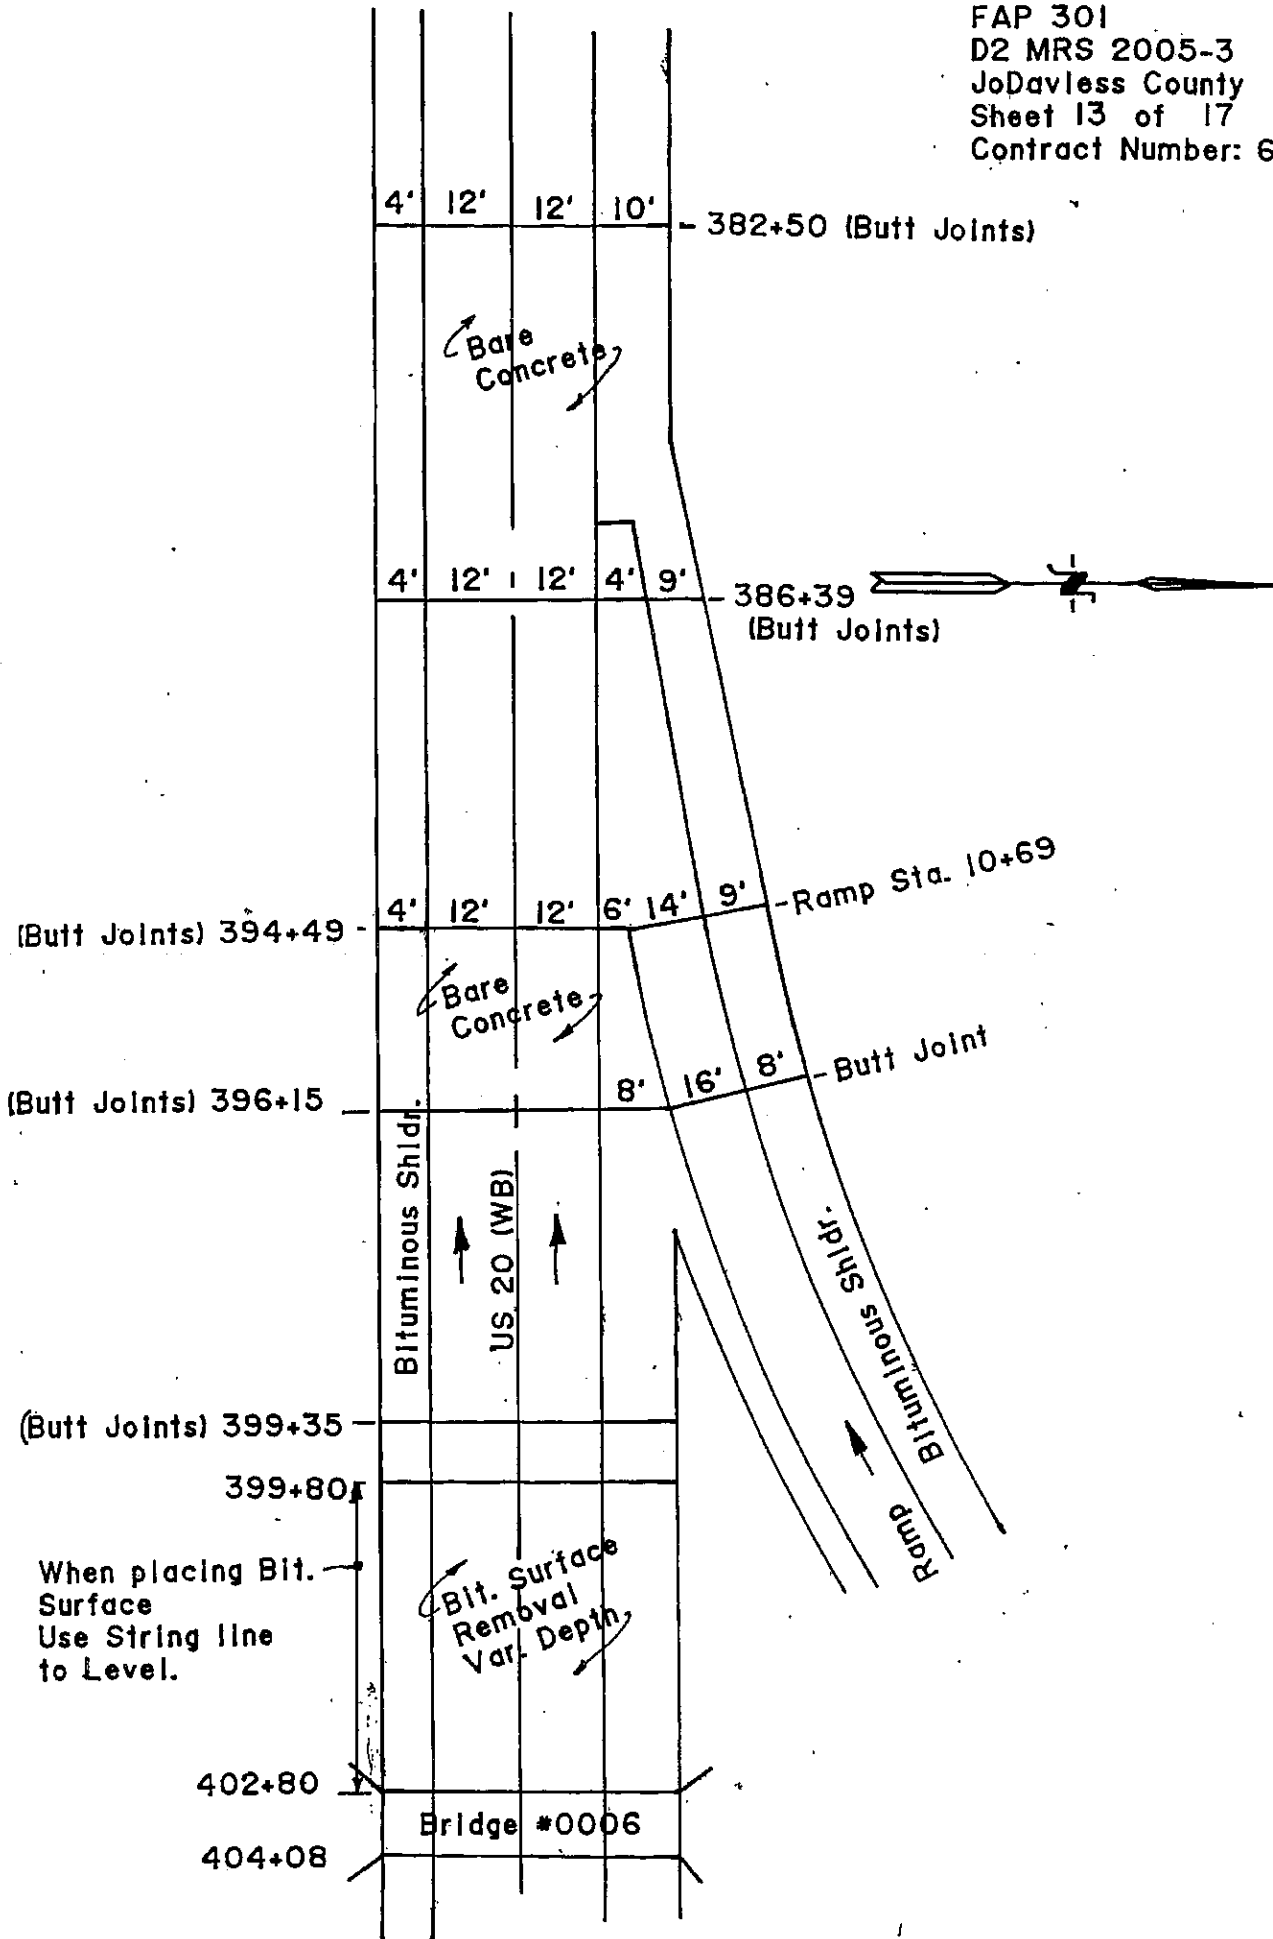 FAP 301
D2 MRS 2005-3
JoDaviess County
Sheet 13 of 17
Contract Number: 6
4' 12' 12' 10' 382+50 (Butt Joints)
Bare
Concrete
4' 12' 12' 4' 9' 386+39
(Butt Joints)
Ramp Sta. 10+69
(Butt Joints) 394+49 4' 12' 12' 6' 14' 9'
Bare
Concrete
Butt Joint
(Butt Joints) 396+15 8' 16' 8'
Bituminous Shldr.
US 20 (WB)
Bituminous Shldr.
Ramp
(Butt Joints) 399+35
399+80
When placing Bit.
Surface
Use String line
to Level.
Bit. Surface
Removal
Var. Depth
402+80
Bridge #0006
404+08